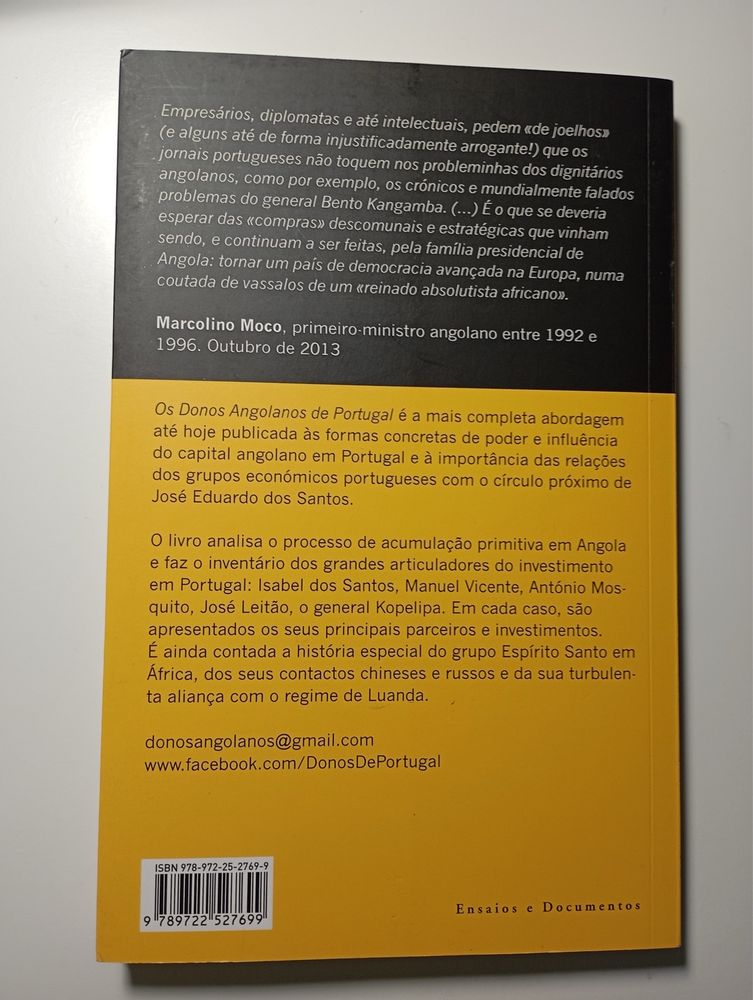 Empresários, diplomatas e até intelectuais, pedem «de joelhos»
(e alguns até de forma injustificadamente arrogante!) que os
jornais portugueses não toquem nos probleminhas dos dignitários
angolanos, como por exemplo, os crónicos e mundialmente falados
problemas do general Bento Kangamba. (...) É o que se deveria
esperar das «compras» descomunais e estratégicas que vinham
sendo, e continuam a ser feitas, pela família presidencial de
Angola: tornar um país de democracia avançada na Europa, numa
coutada de vassalos de um «reinado absolutista africano».
Marcolino Moco, primeiro-ministro angolano entre 1992 e
1996. Outubro de 2013
Os Donos Angolanos de Portugal é a mais completa abordagem
até hoje publicada às formas concretas de poder e influência
do capital angolano em Portugal e à importância das relações
dos grupos económicos portugueses com o círculo próximo de
José Eduardo dos Santos.
O livro analisa o processo de acumulação primitiva em Angola
e faz o inventário dos grandes articuladores do investimento
em Portugal: Isabel dos Santos, Manuel Vicente, António Mos-
quito, José Leitão, o general Kopelipa. Em cada caso, são
apresentados os seus principais parceiros e investimentos.
É ainda contada a história especial do grupo Espírito Santo em
África, dos seus contactos chineses e russos e da sua turbulen-
ta aliança com o regime de Luanda.
donosangolanos@gmail.com
www.facebook.com/DonosDePortugal
ISBN 978-972-25-2769-9
9 789722 527699
Ensaios e Documentos